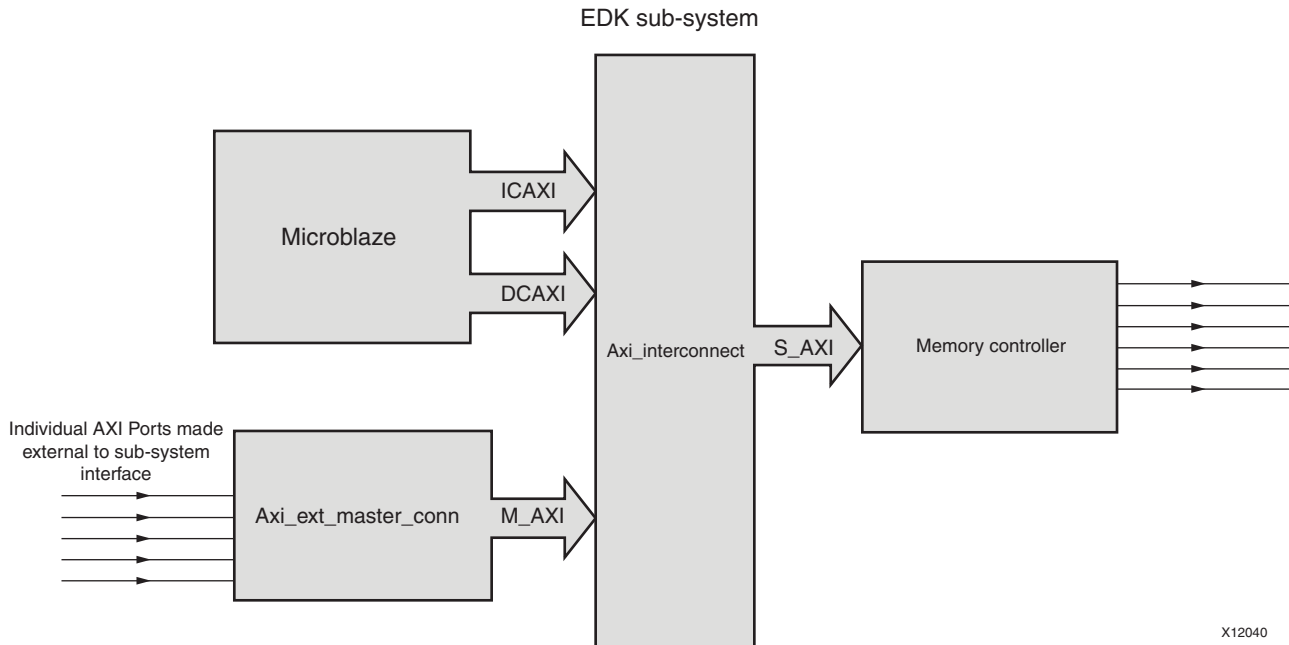 EDK sub-system
ICAXI
Microblaze
DCAXI
Axi_interconnect
S_AXI
Memory controller
Individual AXI Ports made
external to sub-system
interface
Axi_ext_master_conn
M_AXI
X12040